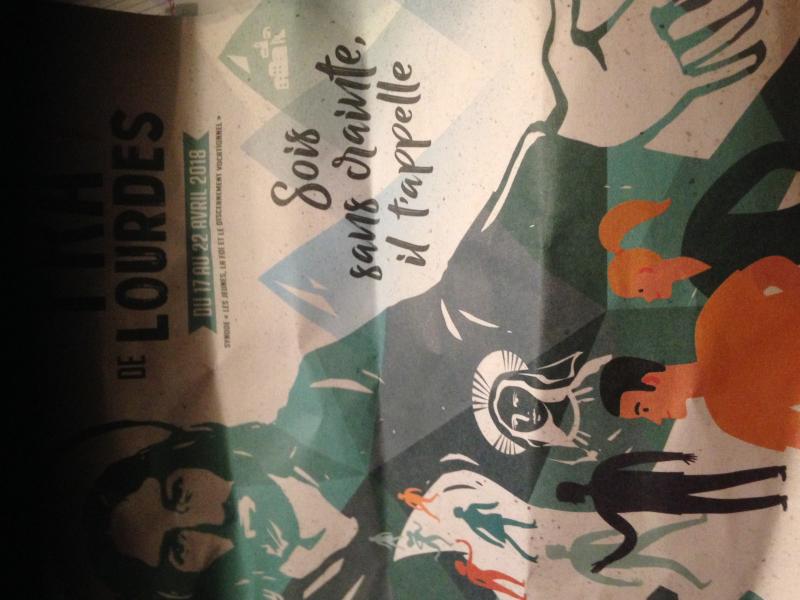 DE LOURDES
DU 17 AU 22 AVRIL 2018
SYNODE « LES JEUNES, LA FOI ET LE DISCERNEMENT VOCATIONNEL »
Sois
sans crainte,
il t'appelle